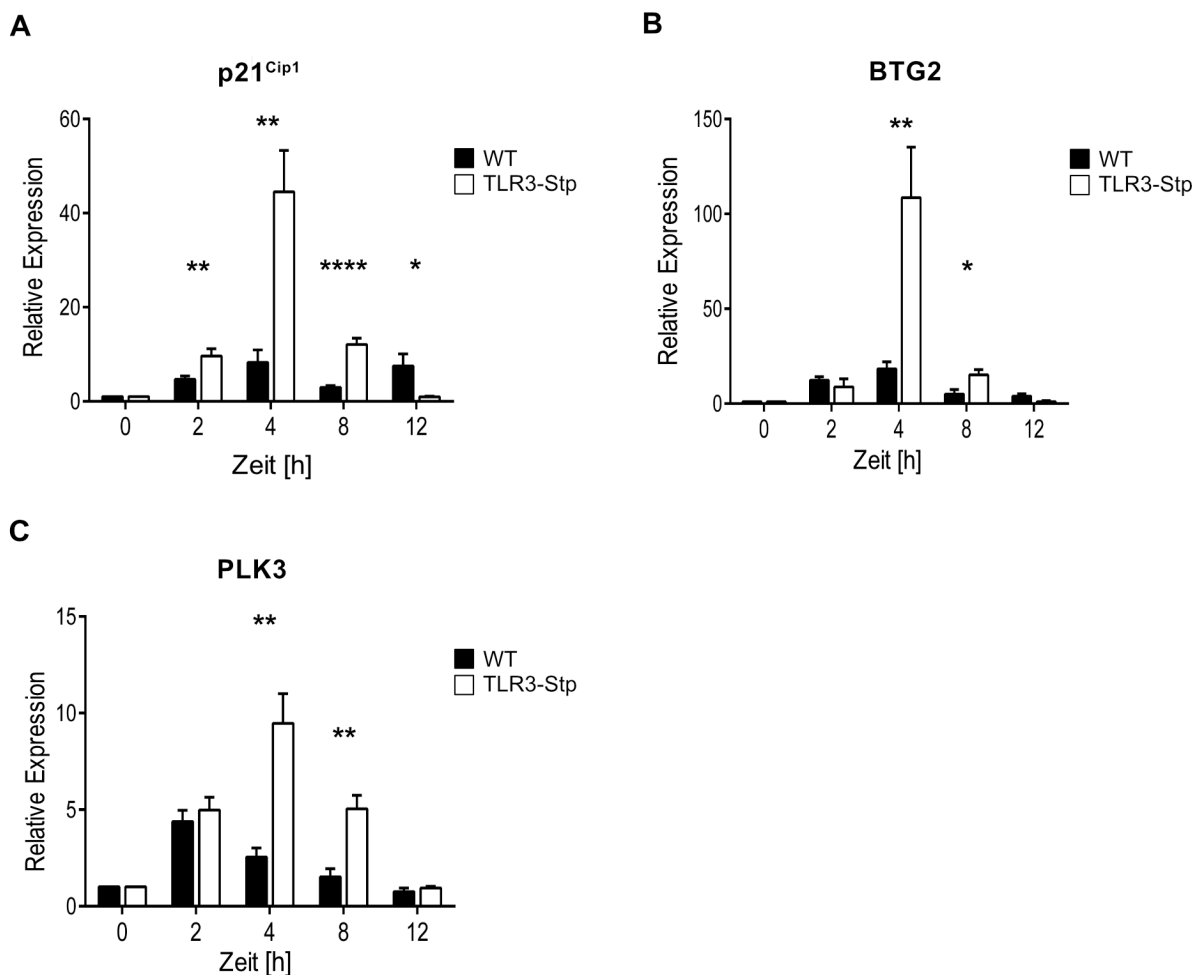 A
p21Cip1
60
40
20
0
Relative Expression
**
**
****
*
WT
TLR3-Stp
0 2 4 8 12
Zeit [h]
B
BTG2
150
100
50
0
Relative Expression
**
*
WT
TLR3-Stp
0 2 4 8 12
Zeit [h]
C
PLK3
15
10
5
0
Relative Expression
**
**
WT
TLR3-Stp
0 2 4 8 12
Zeit [h]